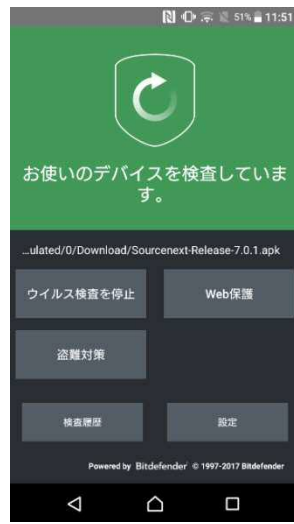 51% 11:51
お使いのデバイスを検査していま
す。
...ulated/0/Download/Sourcenext-Release-7.0.1.apk
ウイルス検査を停止
Web保護
盗難対策
検査履歴
設定
Powered by Bitdefender © 1997-2017 Bitdefender